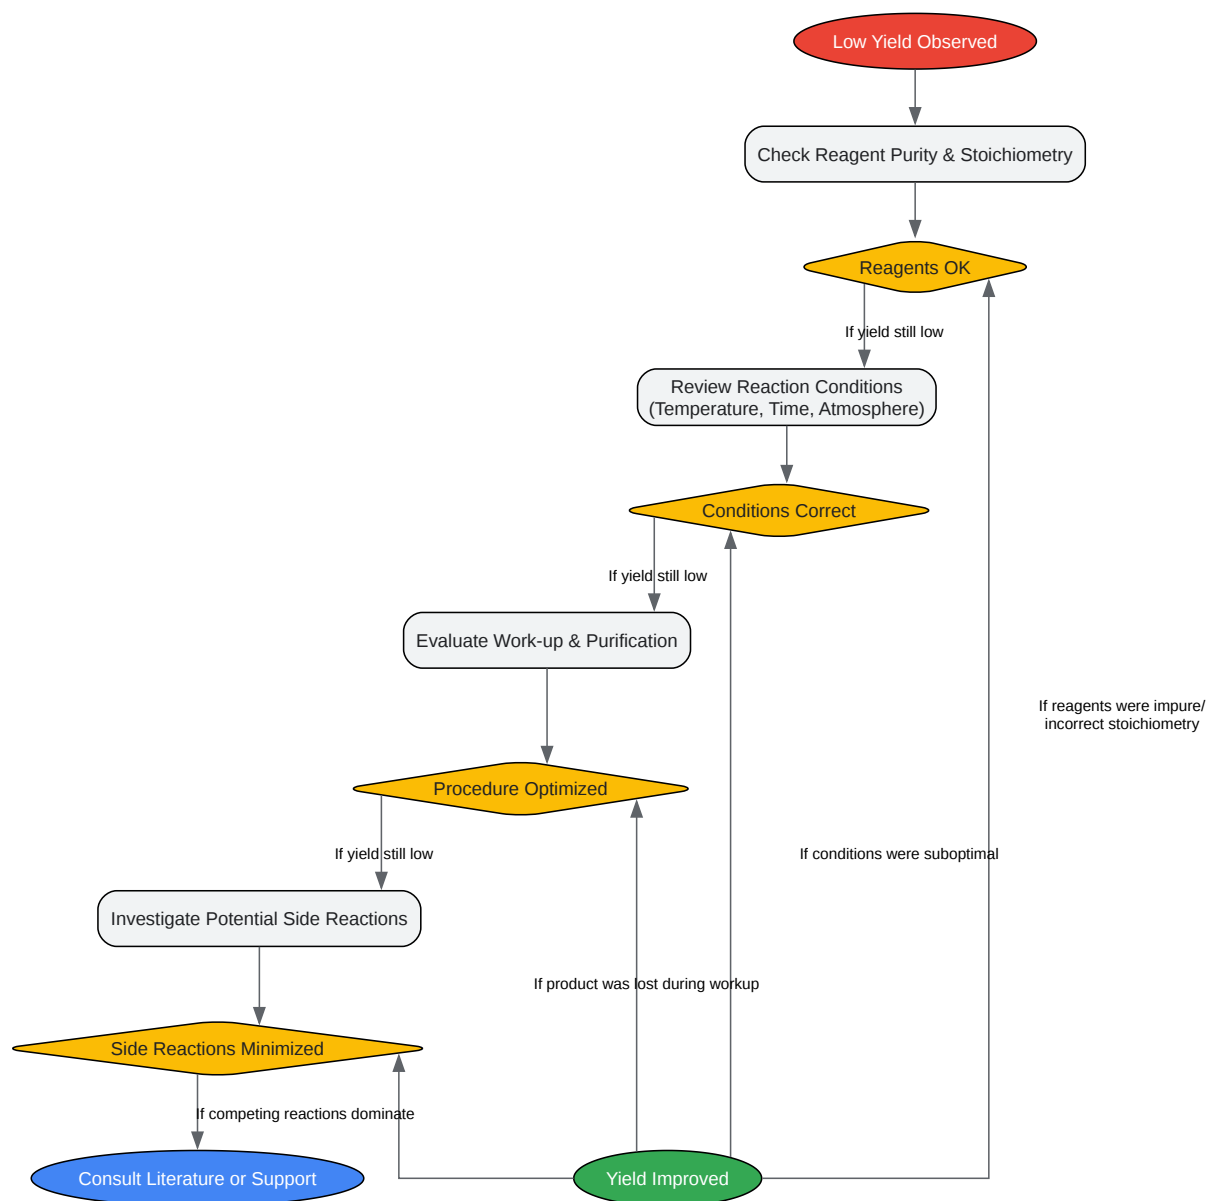 Low Yield Observed
Check Reagent Purity & Stoichiometry
Reagents OK
If yield still low
Review Reaction Conditions
(Temperature, Time, Atmosphere)
Conditions Correct
If yield still low
Evaluate Work-up & Purification
If reagents were impure/
incorrect stoichiometry
Procedure Optimized
If yield still low
If conditions were suboptimal
Investigate Potential Side Reactions
If product was lost during workup
Side Reactions Minimized
If competing reactions dominate
Consult Literature or Support
Yield Improved